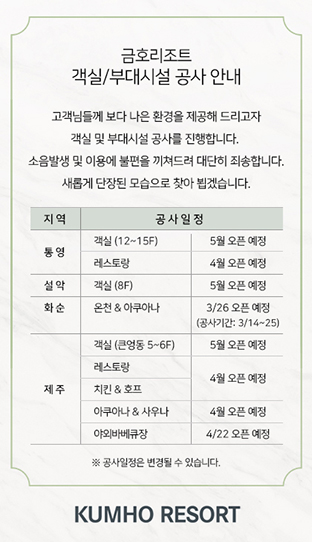 금호리조트
객실/부대시설 공사 안내
고객님들께 보다 나은 환경을 제공해 드리고자
객실 및 부대시설 공사를 진행합니다.
소음발생 및 이용에 불편을 끼쳐드려 대단히 죄송합니다.
새롭게 단장된 모습으로 찾아 뵙겠습니다.
지 역 공 사 일 정
통영 객실 (12~15F) 5월 오픈 예정
레스토랑 4월 오픈 예정
설악 객실 (8F) 5월 오픈 예정
화순 온천 & 아쿠아나 3/26 오픈 예정
(공사기간: 3/14~25)
제주 객실 (큰엉동 5~6F) 5월 오픈 예정
레스토랑 4월 오픈 예정
치킨 & 호프
아쿠아나 & 사우나 4월 오픈 예정
야외바베큐장 4/22 오픈 예정
※ 공사일정은 변경될 수 있습니다.
KUMHO RESORT